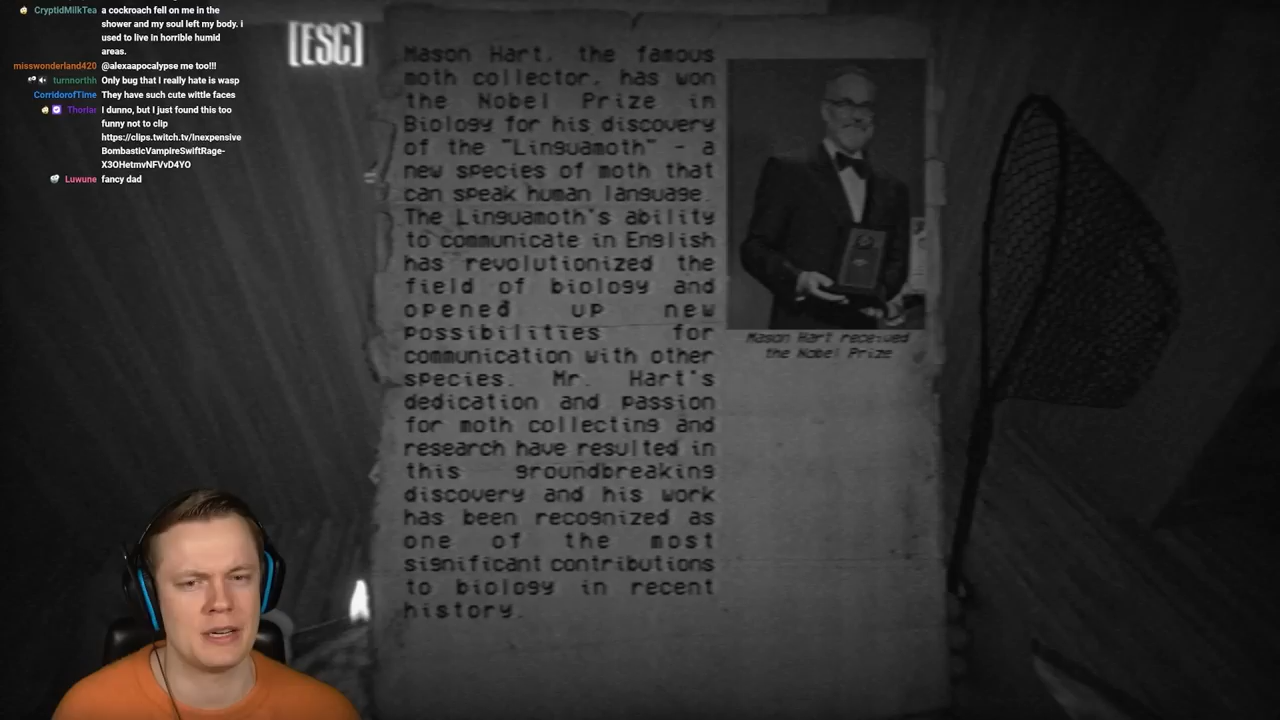 CryptidMilkTea a cockroach fell on me in the
shower and my soul left my body. i
used to live in horrible humid
areas.
misswonderland420 @alexaapocalypse me too!!!
turnnorthh Only bug that I really hate is wasp
CorridorofTime They have such cute wittle faces
Thorlar I dunno, but I just found this too
funny not to clip
https://clips.twitch.tv/Inexpensive
BombasticVampireSwiftRage-
X3OHetmvNFVvD4YO
Luwune fancy dad
[ESC]
Mason Hart, the famous
moth collector, has won
the Nobel Prize in
Biology for his discovery
of the "Linguamoth" - a
new species of moth that
can speak human language.
The Linguamoth's ability
to communicate in English
has revolutionized the
field of biology and
opened up new
possibilities for
communication with other
species. Mr. Hart's
dedication and passion
for moth collecting and
research have resulted in
this groundbreaking
discovery and his work
has been recognized as
one of the most
significant contributions
to biology in recent
history.
Mason Hart received
the Nobel Prize